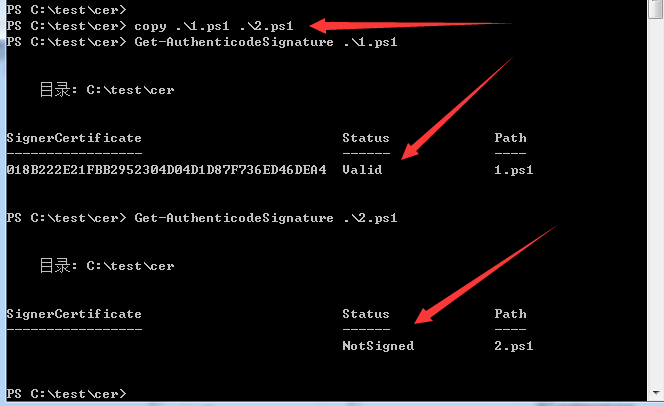 PS C:\test\cer>
PS C:\test\cer> copy .\1.ps1 .\2.ps1
PS C:\test\cer> Get-AuthenticodeSignature .\1.ps1
目录: C:\test\cer
SignerCertificate Status Path
----------------- ------ ----
018B222E21FBB2952304D04D1D87F736ED46DEA4 Valid 1.ps1
PS C:\test\cer> Get-AuthenticodeSignature .\2.ps1
目录: C:\test\cer
SignerCertificate Status Path
----------------- ------ ----
NotSigned 2.ps1
PS C:\test\cer>